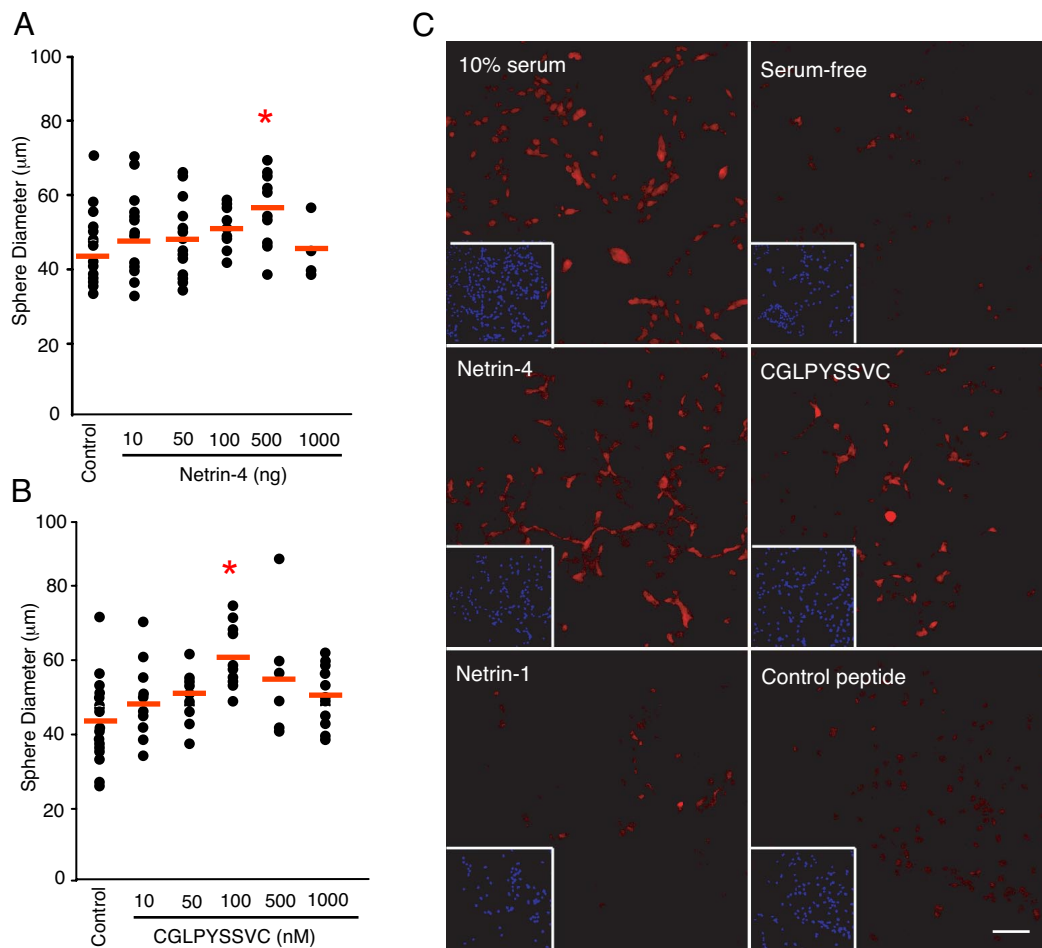 A
100
80
60
40
20
0
Sphere Diameter (μm)
*
Control
10 50 100 500 1000
Netrin-4 (ng)
B
100
80
60
40
20
0
Sphere Diameter (μm)
*
Control
10 50 100 500 1000
CGLPYSSVC (nM)
C
10% serum
Serum-free
Netrin-4
CGLPYSSVC
Netrin-1
Control peptide